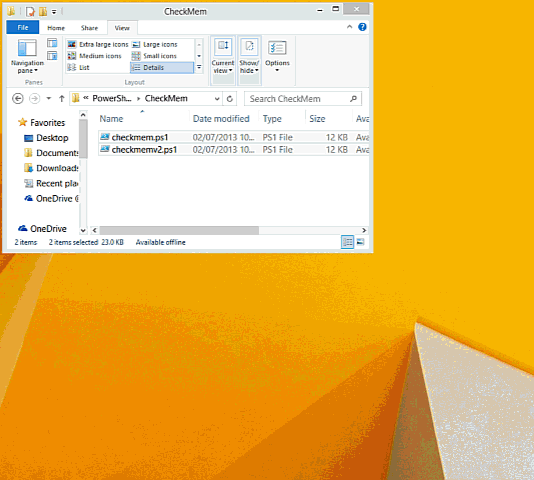 CheckMem
File Home Share View
Extra large icons Large icons
Medium icons Small icons
List Details
Navigation pane
Current view
Show/hide
Options
Panes Layout
« PowerSh... CheckMem
Search CheckMem
Name Date modified Type Size Ava
Favorites
Desktop
Documents
Downloads
Recent pla
OneDrive @
OneDrive
checkmem.ps1 02/07/2013 10... PS1 File 12 KB Ava
checkmemv2.ps1 02/07/2013 10... PS1 File 12 KB Ava
2 items 2 items selected 23.0 KB Available offline